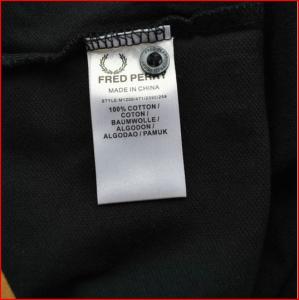 FRED PERRY
MADE IN CHINA
100% COTTON/
COTON/
BAUMWOLLE/
ALGODON/
ALGODAO/PAMUK